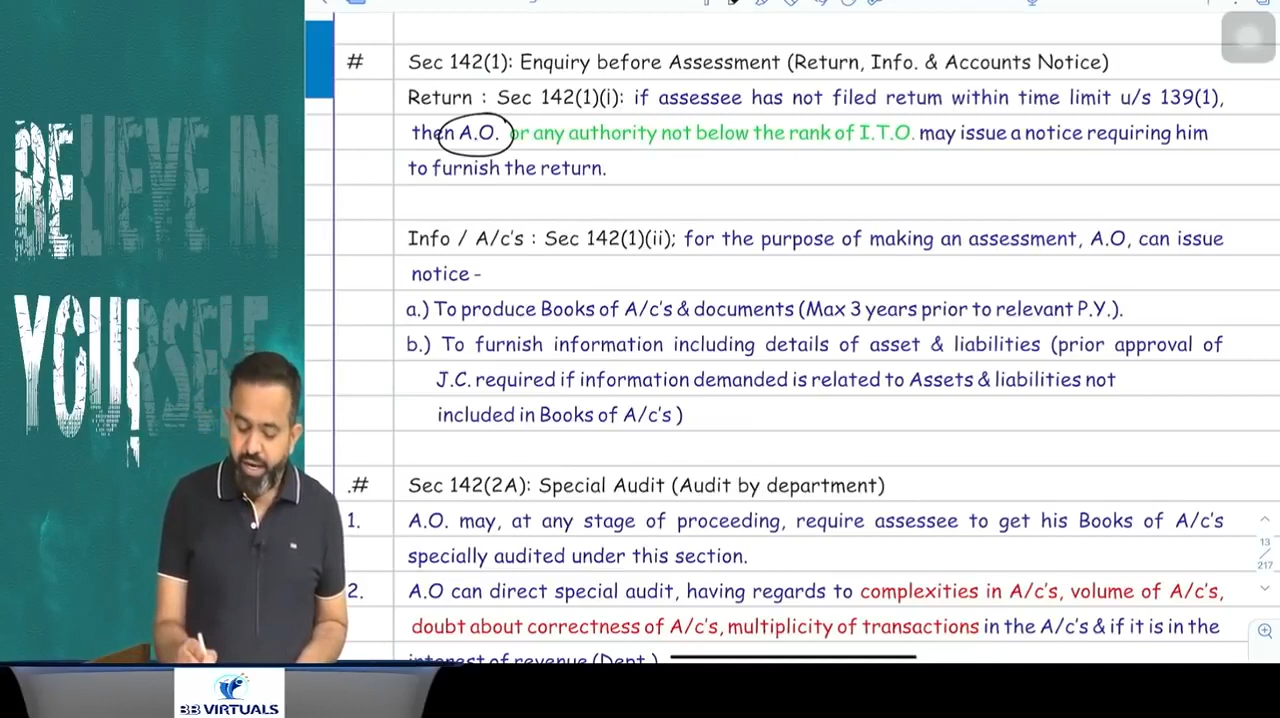 BELIEVE IN
YOURSELF
# Sec 142(1): Enquiry before Assessment (Return, Info. & Accounts Notice)
Return : Sec 142(1)(i): if assessee has not filed retum within time limit u/s 139(1),
then A.O. or any authority not below the rank of I.T.O. may issue a notice requiring him
to furnish the return.
Info / A/c's : Sec 142(1)(ii); for the purpose of making an assessment, A.O, can issue
notice -
a.) To produce Books of A/c's & documents (Max 3 years prior to relevant P.Y.).
b.) To furnish information including details of asset & liabilities (prior approval of
J.C. required if information demanded is related to Assets & liabilities not
included in Books of A/c's )
.# Sec 142(2A): Special Audit (Audit by department)
1. A.O. may, at any stage of proceeding, require assessee to get his Books of A/c's
specially audited under this section.
2. A.O can direct special audit, having regards to complexities in A/c's, volume of A/c's,
doubt about correctness of A/c's, multiplicity of transactions in the A/c's & if it is in the
interest of revenue (Dept.)
13
217
BB VIRTUALS